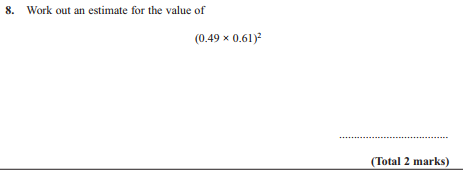 8. Work out an estimate for the value of
(0.49 × 0.61)²
................................................
(Total 2 marks)